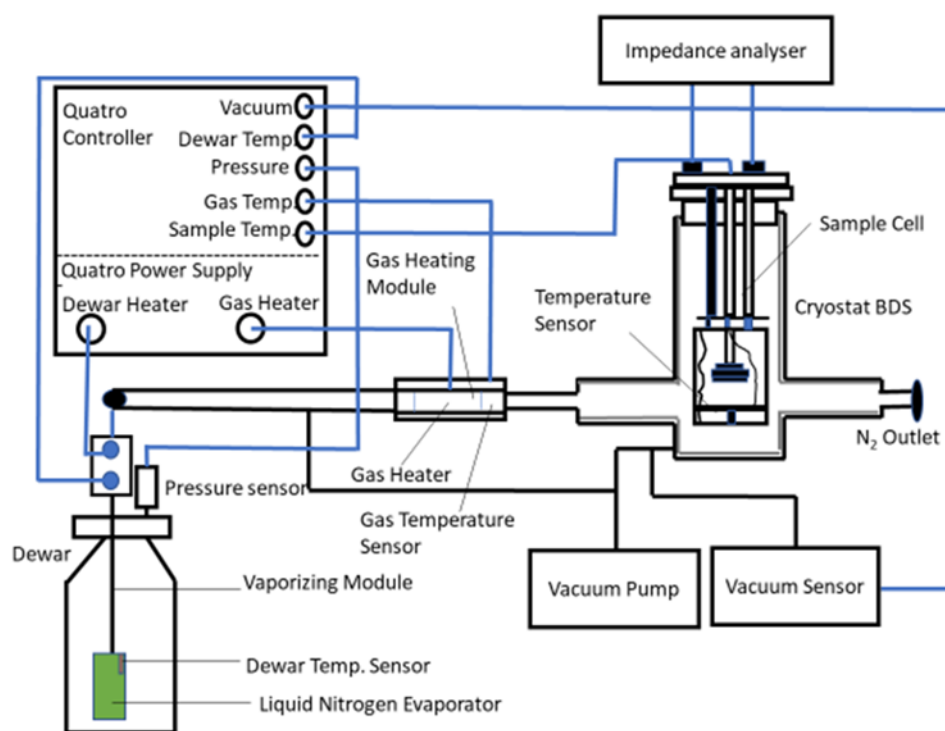 Impedance analyser
Quatro
Controller
Vacuum
Dewar Temp.
Pressure
Gas Temp.
Sample Temp.
Quatro Power Supply
Dewar Heater
Gas Heater
Gas Heating
Module
Temperature
Sensor
Sample Cell
Cryostat BDS
N2 Outlet
Gas Heater
Gas Temperature
Sensor
Pressure sensor
Dewar
Vaporizing Module
Vacuum Pump
Vacuum Sensor
Dewar Temp. Sensor
Liquid Nitrogen Evaporator